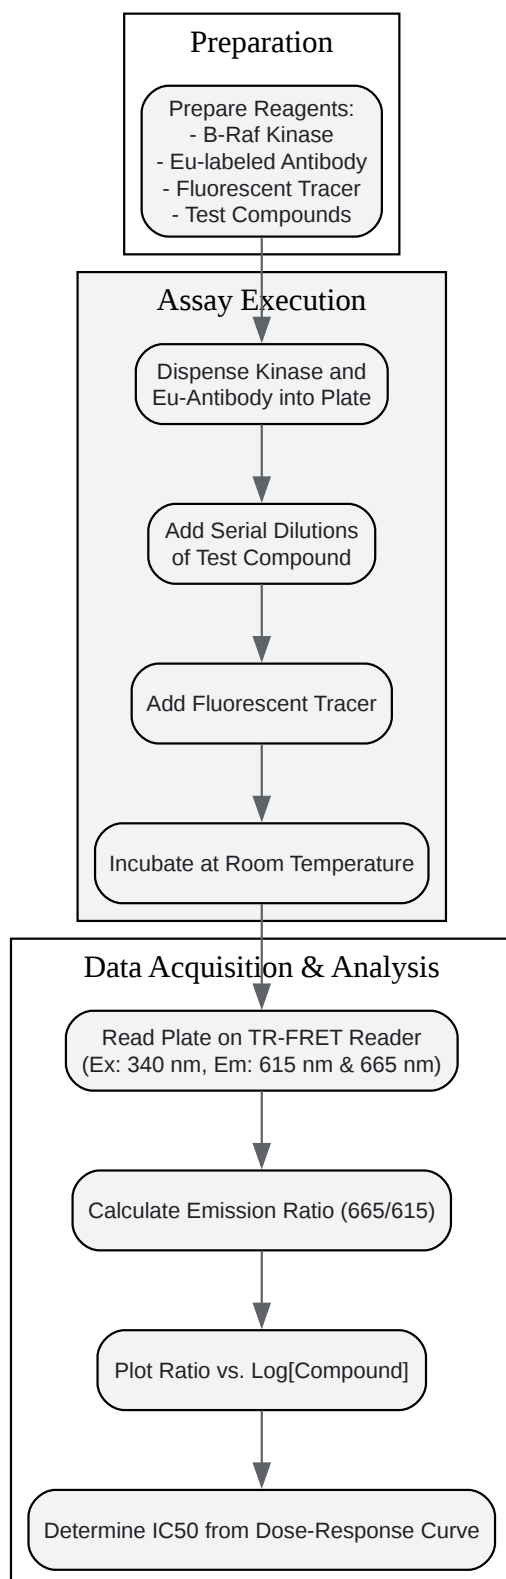 Preparation
Prepare Reagents:
- B-Raf Kinase
- Eu-labeled Antibody
- Fluorescent Tracer
- Test Compounds
Assay Execution
Dispense Kinase and
Eu-Antibody into Plate
Add Serial Dilutions
of Test Compound
Add Fluorescent Tracer
Incubate at Room Temperature
Data Acquisition & Analysis
Read Plate on TR-FRET Reader
(Ex: 340 nm, Em: 615 nm & 665 nm)
Calculate Emission Ratio (665/615)
Plot Ratio vs. Log[Compound]
Determine IC50 from Dose-Response Curve